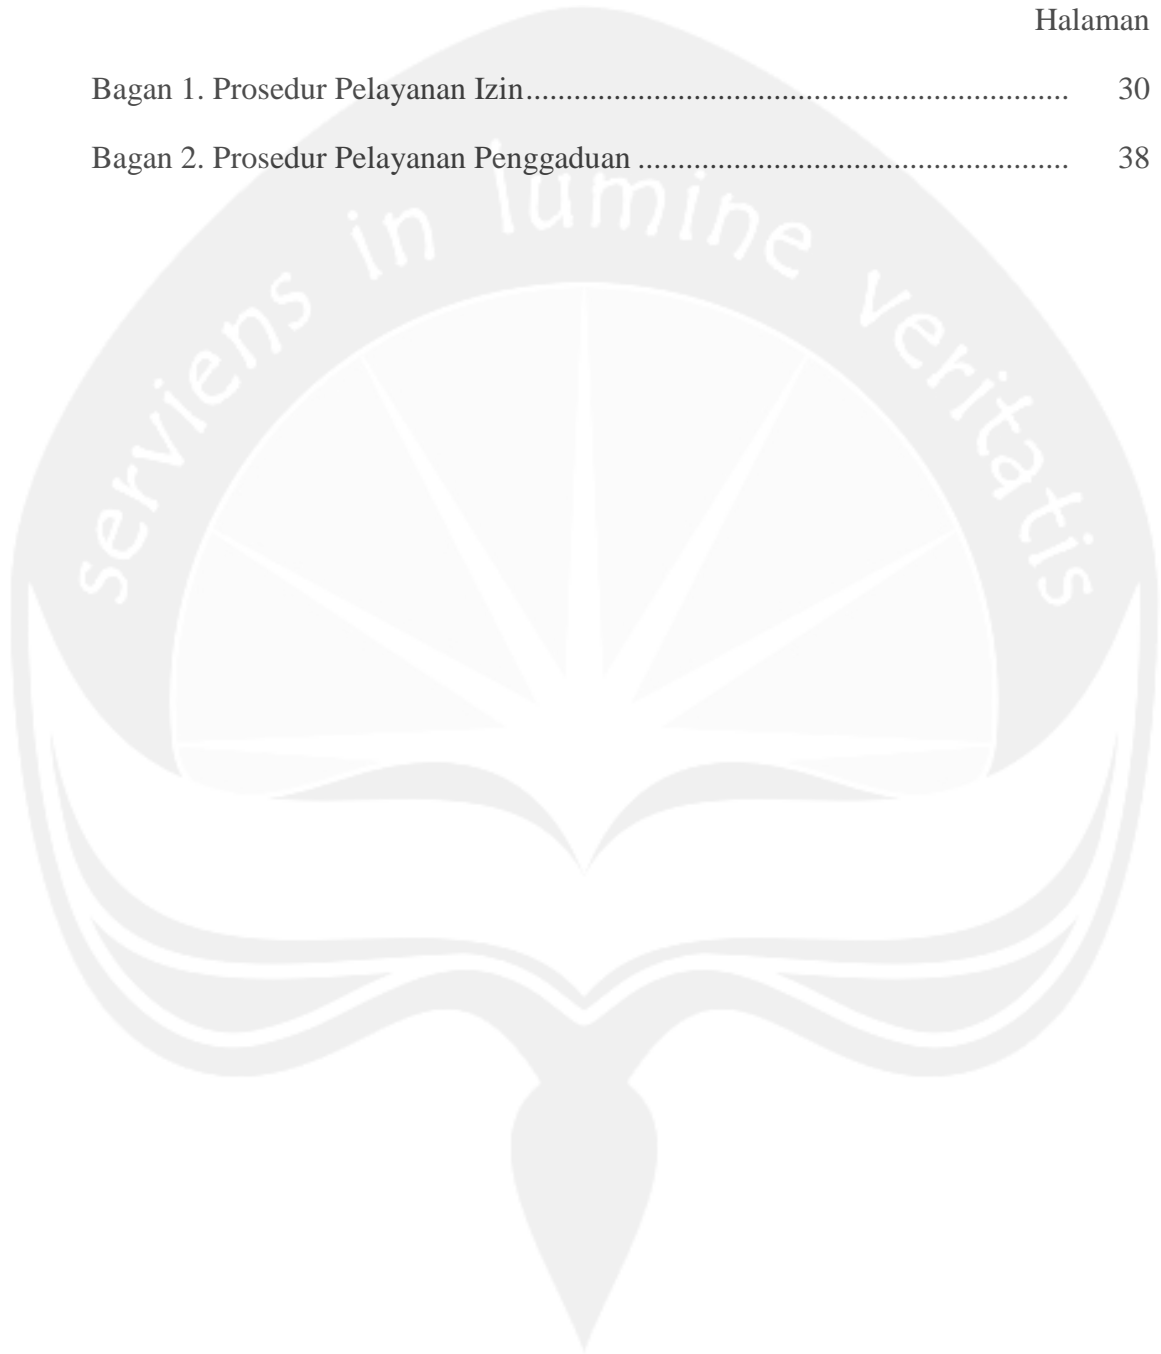 Halaman
Bagan 1. Prosedur Pelayanan Izin..................................................................... 30
Bagan 2. Prosedur Pelayanan Penggaduan ....................................................... 38
serviens in lumine veritatis